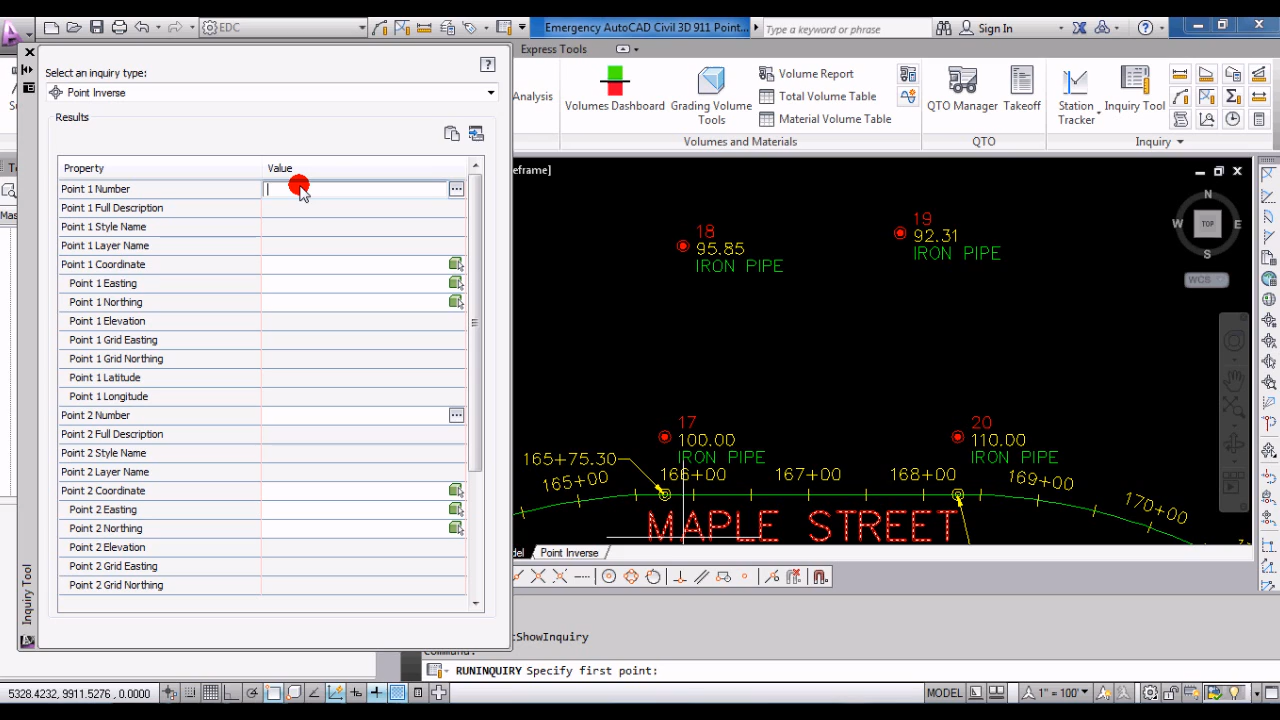 EDC
Emergency AutoCAD Civil 3D 911 Point...
Type a keyword or phrase
Sign In
Select an inquiry type:
Point Inverse
Express Tools
Analysis
Volumes Dashboard
Grading Volume Tools
Volume Report
Total Volume Table
Material Volume Table
QTO Manager
Takeoff
Station Tracker
Inquiry Tool
Volumes and Materials
QTO
Inquiry
Results
Property Value
Point 1 Number
Point 1 Full Description
Point 1 Style Name
Point 1 Layer Name
Point 1 Coordinate
Point 1 Easting
Point 1 Northing
Point 1 Elevation
Point 1 Grid Easting
Point 1 Grid Northing
Point 1 Latitude
Point 1 Longitude
Point 2 Number
Point 2 Full Description
Point 2 Style Name
Point 2 Layer Name
Point 2 Coordinate
Point 2 Easting
Point 2 Northing
Point 2 Elevation
Point 2 Grid Easting
Point 2 Grid Northing
Inquiry Tool
eframe]
18
95.85
IRON PIPE
19
92.31
IRON PIPE
N
W TOP E
S
WCS
17
100.00
IRON PIPE
20
110.00
IRON PIPE
165+75.30
165+00
166+00
167+00
168+00
169+00
170+00
MAPLE STREET
Point Inverse
tShowInquiry
Command:
RUNINQUIRY Specify first point:
5328.4232, 9911.5276, 0.0000
MODEL
1" = 100'